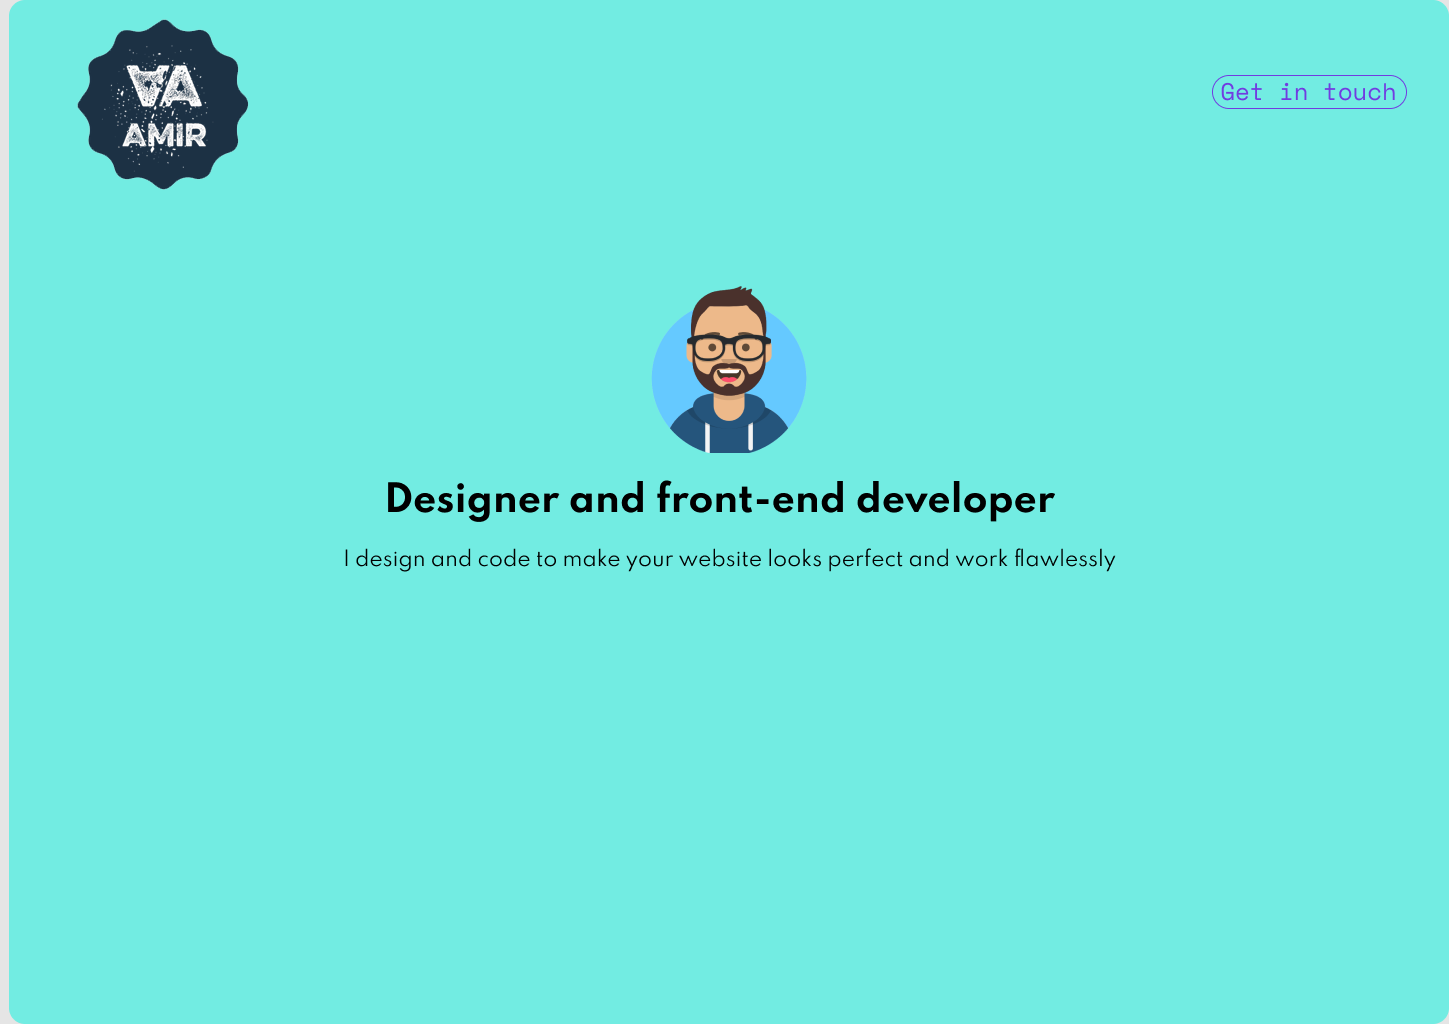 ∀A
AMIR
Get in touch
Designer and front-end developer
I design and code to make your website looks perfect and work flawlessly